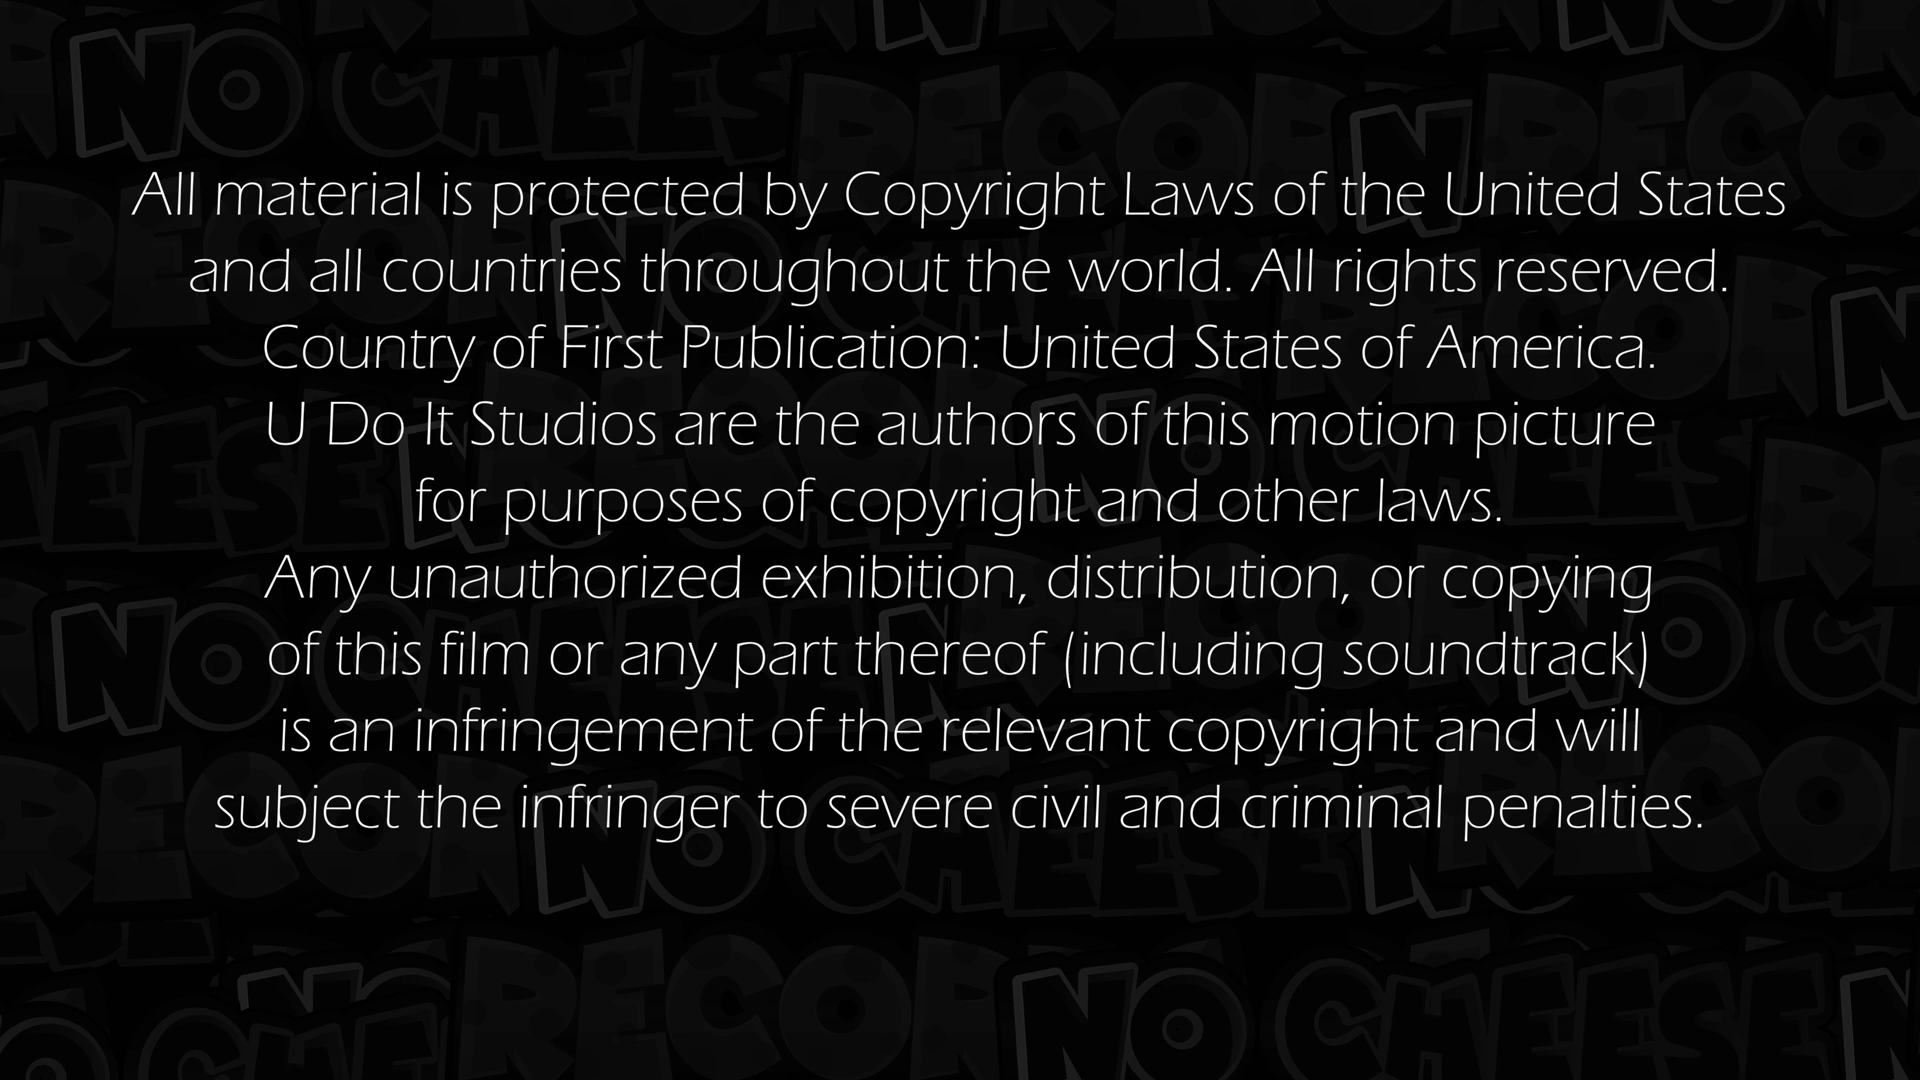 All material is protected by Copyright Laws of the United States
and all countries throughout the world. All rights reserved.
Country of First Publication: United States of America.
U Do It Studios are the authors of this motion picture
for purposes of copyright and other laws.
Any unauthorized exhibition, distribution, or copying
of this film or any part thereof (including soundtrack)
is an infringement of the relevant copyright and will
subject the infringer to severe civil and criminal penalties.